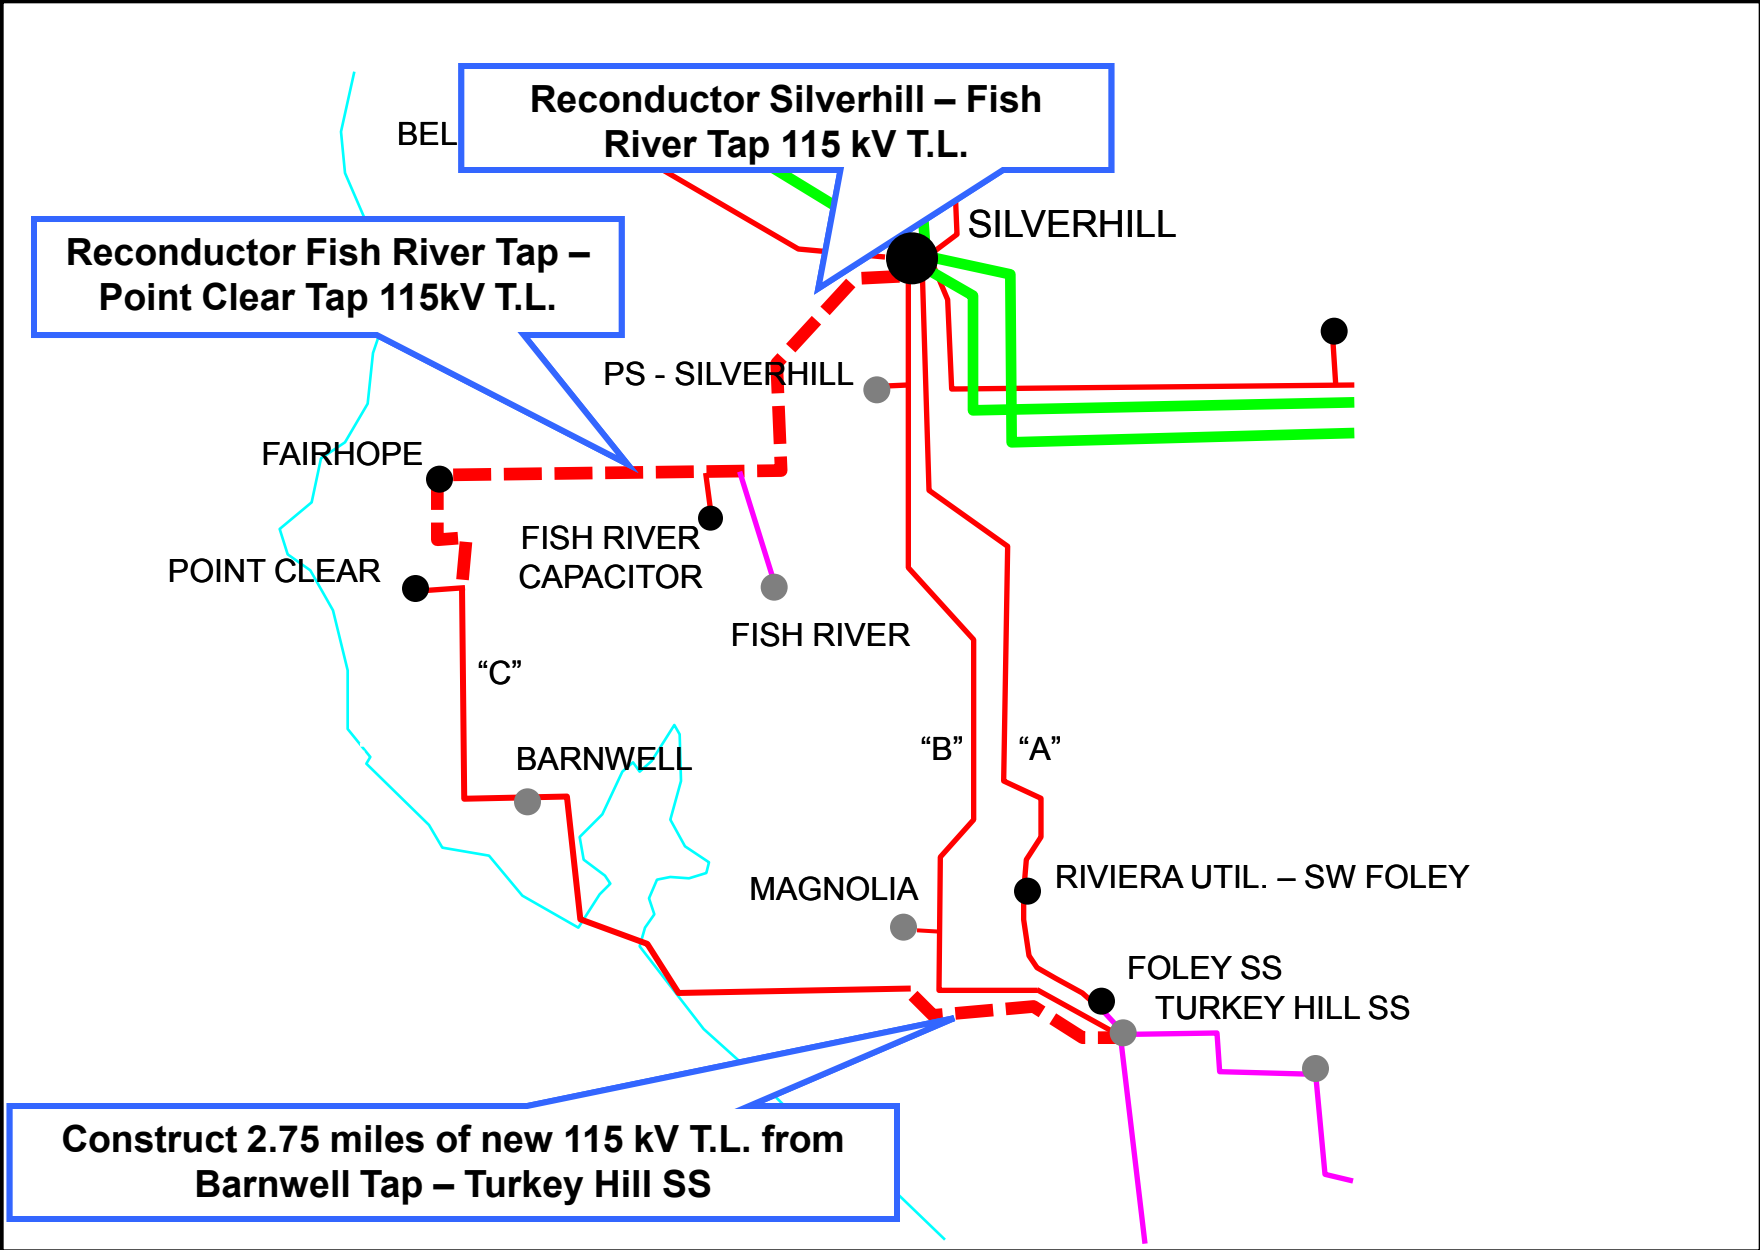 Reconductor Silverhill – Fish
River Tap 115 kV T.L.
BEL
SILVERHILL
Reconductor Fish River Tap –
Point Clear Tap 115kV T.L.
PS - SILVERHILL
FAIRHOPE
FISH RIVER
CAPACITOR
POINT CLEAR
FISH RIVER
“C”
“B”
“A”
BARNWELL
MAGNOLIA
RIVIERA UTIL. – SW FOLEY
FOLEY SS
TURKEY HILL SS
Construct 2.75 miles of new 115 kV T.L. from
Barnwell Tap – Turkey Hill SS